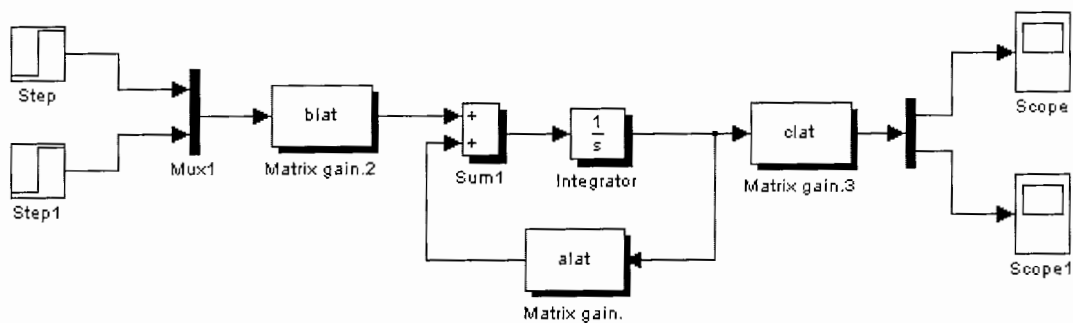 Step
Step1
Mux1
blat
Matrix gain.2
+
+
Sum1
1
s
Integrator
clat
Matrix gain.3
alat
Matrix gain.
Scope
Scope1